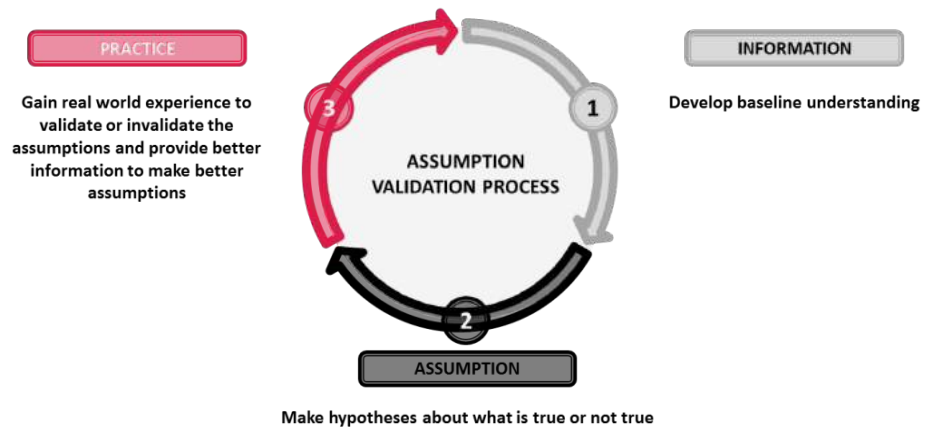 PRACTICE
Gain real world experience to
validate or invalidate the
assumptions and provide better
information to make better
assumptions
3
ASSUMPTION
VALIDATION PROCESS
1
INFORMATION
Develop baseline understanding
2
ASSUMPTION
Make hypotheses about what is true or not true